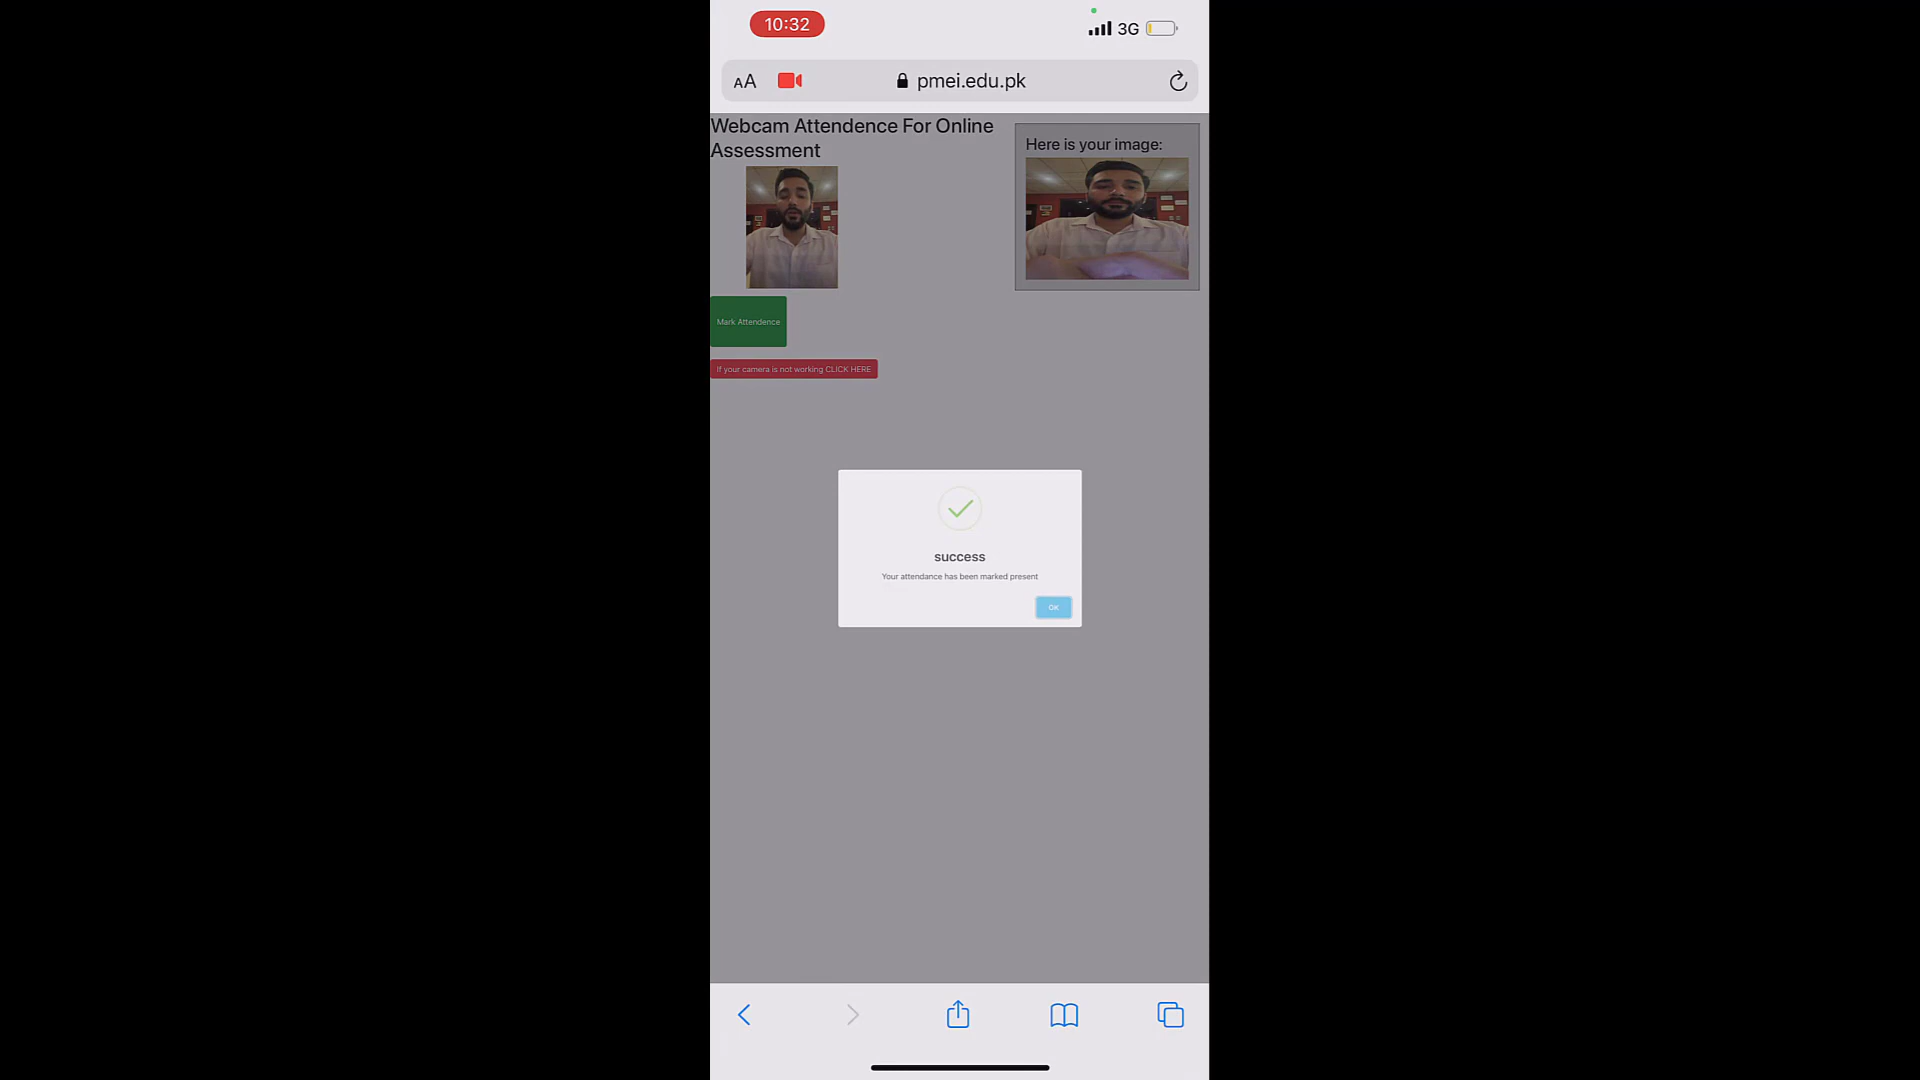 10:32
3G
AA
pmei.edu.pk
Webcam Attendence For Online
Assessment
Here is your image:
Mark Attendence
If your camera is not working CLICK HERE
success
Your attendance has been marked present
OK